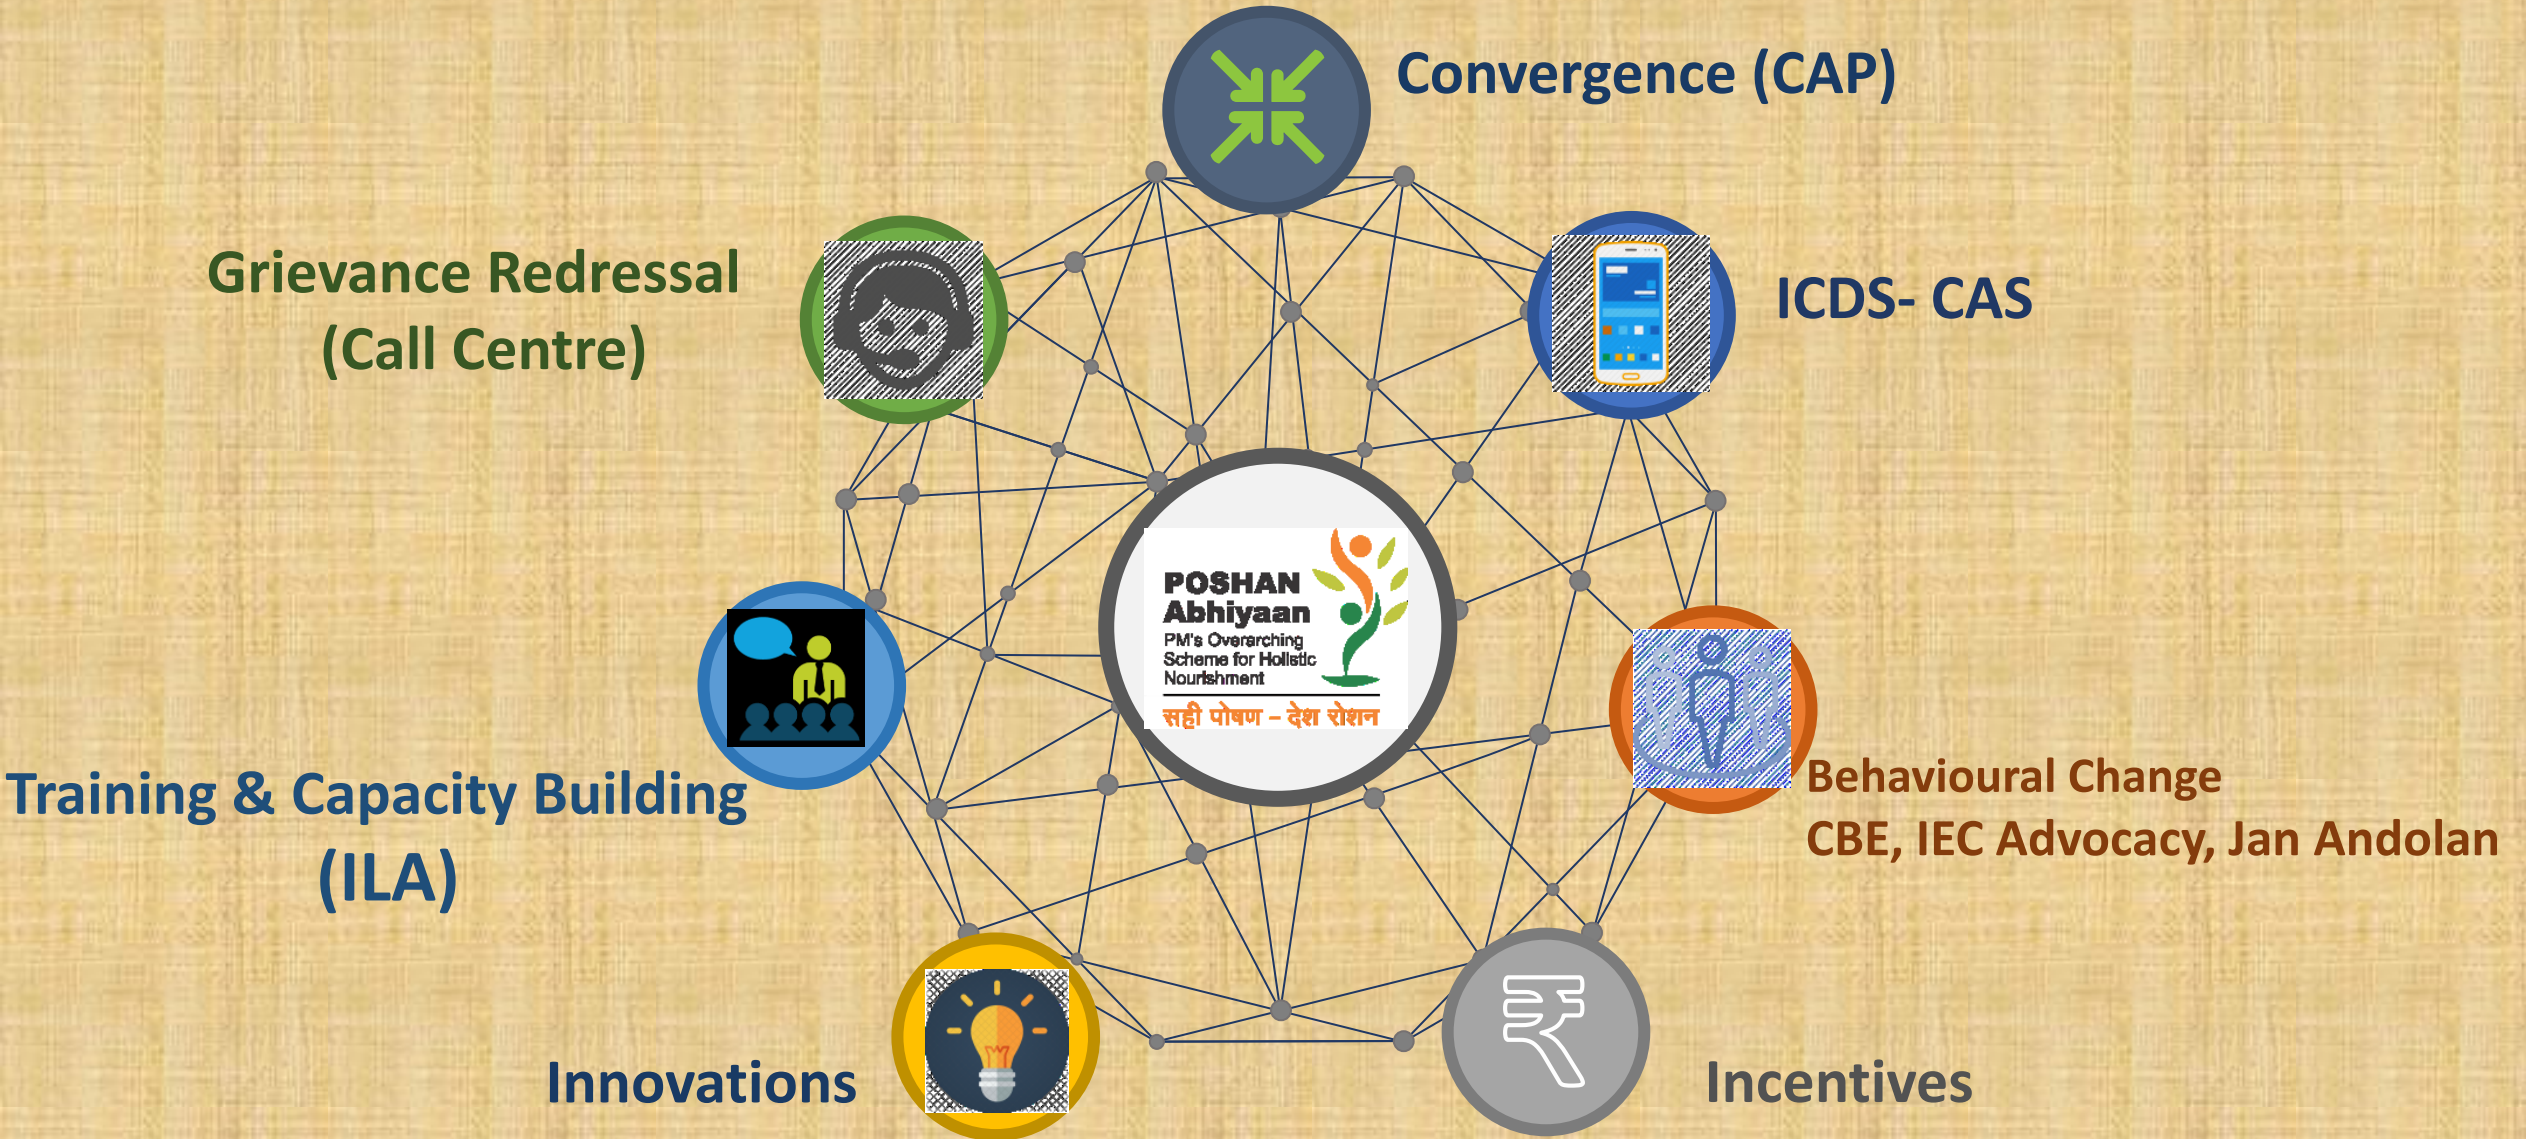 Convergence (CAP)
Grievance Redressal
(Call Centre)
ICDS- CAS
POSHAN
Abhiyaan
PM's Overarching
Scheme for Holistic
Nourishment
सही पोषण – देश रोशन
Training & Capacity Building
(ILA)
Behavioural Change
CBE, IEC Advocacy, Jan Andolan
Innovations
Incentives